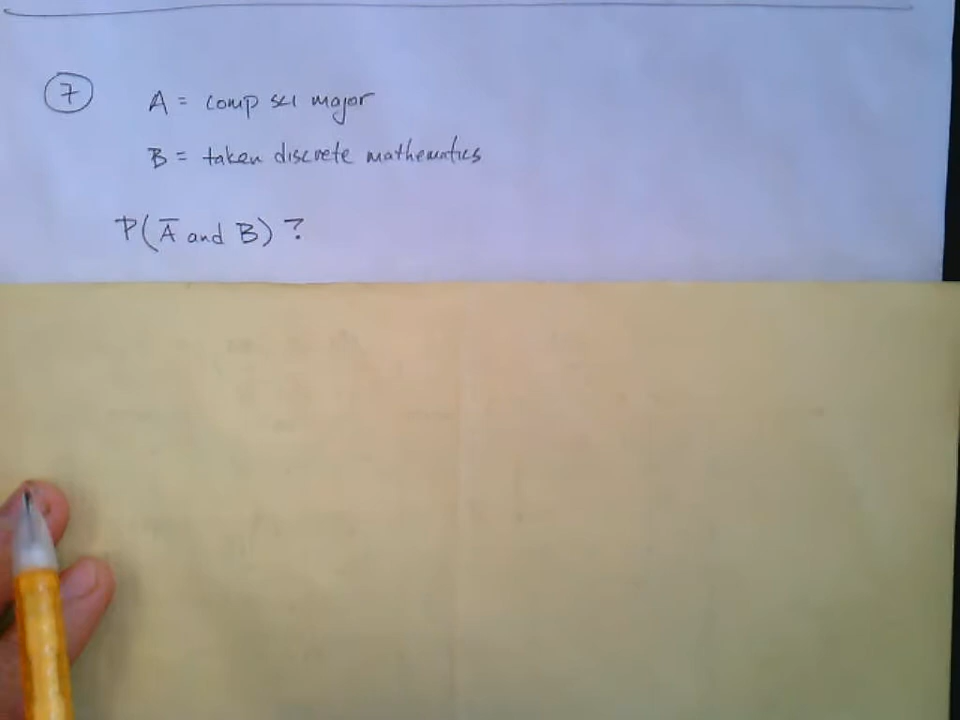 7 A = comp sci major
B = taken discrete mathematics
P(A̅ and B) ?